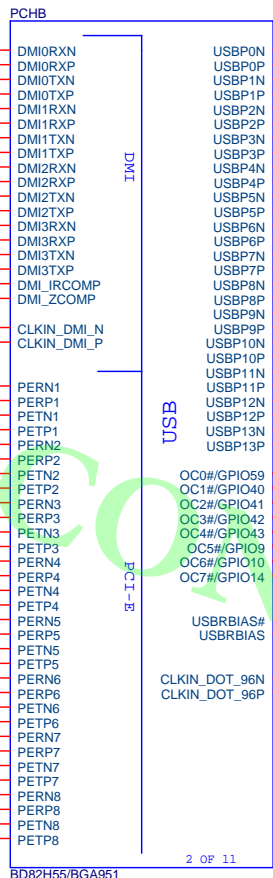 PCHB
DMI0RXN
DMI0RXP
DMI0TXN
DMI0TXP
DMI1RXN
DMI1RXP
DMI1TXN
DMI1TXP
DMI2RXN
DMI2RXP
DMI2TXN
DMI2TXP
DMI3RXN
DMI3RXP
DMI3TXN
DMI3TXP
DMI_IRCOMP
DMI_ZCOMP
CLKIN_DMI_N
CLKIN_DMI_P
PERN1
PERP1
PETN1
PETP1
PERN2
PERP2
PETN2
PETP2
PERN3
PERP3
PETN3
PETP3
PERN4
PERP4
PETN4
PETP4
PERN5
PERP5
PETN5
PETP5
PERN6
PERP6
PETN6
PETP6
PERN7
PERP7
PETN7
PETP7
PERN8
PERP8
PETN8
PETP8
DMI
PCI-E
USB
USBP0N
USBP0P
USBP1N
USBP1P
USBP2N
USBP2P
USBP3N
USBP3P
USBP4N
USBP4P
USBP5N
USBP5P
USBP6N
USBP6P
USBP7N
USBP7P
USBP8N
USBP8P
USBP9N
USBP9P
USBP10N
USBP10P
USBP11N
USBP11P
USBP12N
USBP12P
USBP13N
USBP13P
OC0#/GPIO59
OC1#/GPIO40
OC2#/GPIO41
OC3#/GPIO42
OC4#/GPIO43
OC5#/GPIO9
OC6#/GPIO10
OC7#/GPIO14
USBRBIAS#
USBRBIAS
CLKIN_DOT_96N
CLKIN_DOT_96P
2 OF 11
BD82H55/BGA951